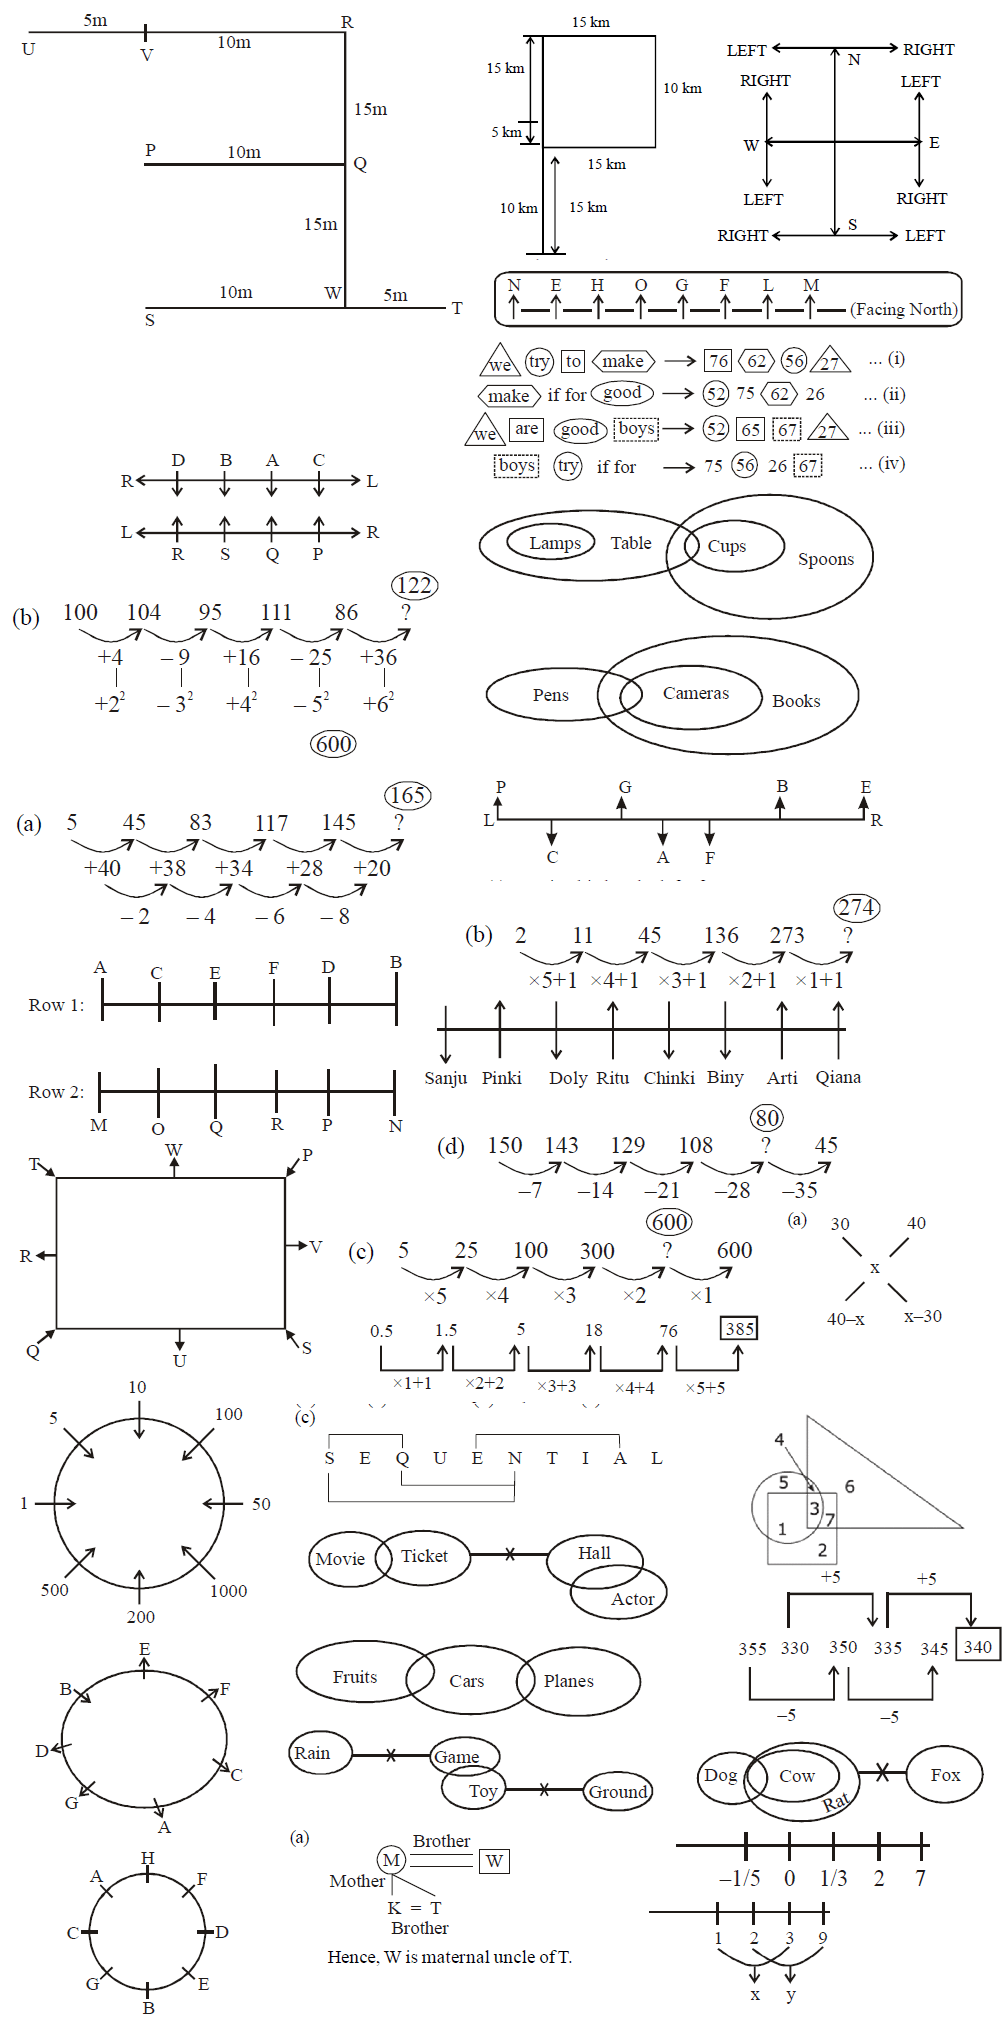 5m
U
V
10m
R
15m
P
10m
Q
15m
10m
W
5m
S
T
15 km
15 km
10 km
5 km
15 km
10 km
15 km
LEFT
RIGHT
N
RIGHT
LEFT
W
E
LEFT
RIGHT
S
RIGHT
LEFT
N E H O G F L M
(Facing North)
we try to make 76 62 56 27 ... (i)
make if for good 52 75 62 26 ... (ii)
we are good boys 52 65 67 27 ... (iii)
boys try if for 75 56 26 67 ... (iv)
D B A C
R L
L R
R S Q P
Lamps Table Cups Spoons
122
(b) 100 104 95 111 86 ?
+4 – 9 +16 – 25 +36
+2² – 3² +4² – 5² +6²
600
Pens Cameras Books
165
(a) 5 45 83 117 145 ?
+40 +38 +34 +28 +20
– 2 – 4 – 6 – 8
P G B E
L R
C A F
274
(b) 2 11 45 136 273 ?
×5+1 ×4+1 ×3+1 ×2+1 ×1+1
A C E F D B
Row 1:
Row 2:
M O Q R P N
Sanju Pinki Doly Ritu Chinki Biny Arti Qiana
80
(d) 150 143 129 108 ? 45
–7 –14 –21 –28 –35
T W P
R V
Q U S
600
(c) 5 25 100 300 ? 600
×5 ×4 ×3 ×2 ×1
(a)
30 40
x
40–x x–30
0.5 1.5 5 18 76 385
×1+1 ×2+2 ×3+3 ×4+4 ×5+5
10
5 100
1 50
500 1000
200
(c)
S E Q U E N T I A L
4
5 6
3
1 7
2
Movie Ticket Hall
Actor
+5 +5
355 330 350 335 345 340
–5 –5
E
B F
D C
G A
Fruits Cars Planes
Rain Game
Toy Ground
Dog Cow Fox
Rat
(a)
Brother
M W
Mother
K = T
Brother
Hence, W is maternal uncle of T.
H
A F
C D
G E
B
–1/5 0 1/3 2 7
1 2 3 9
x y